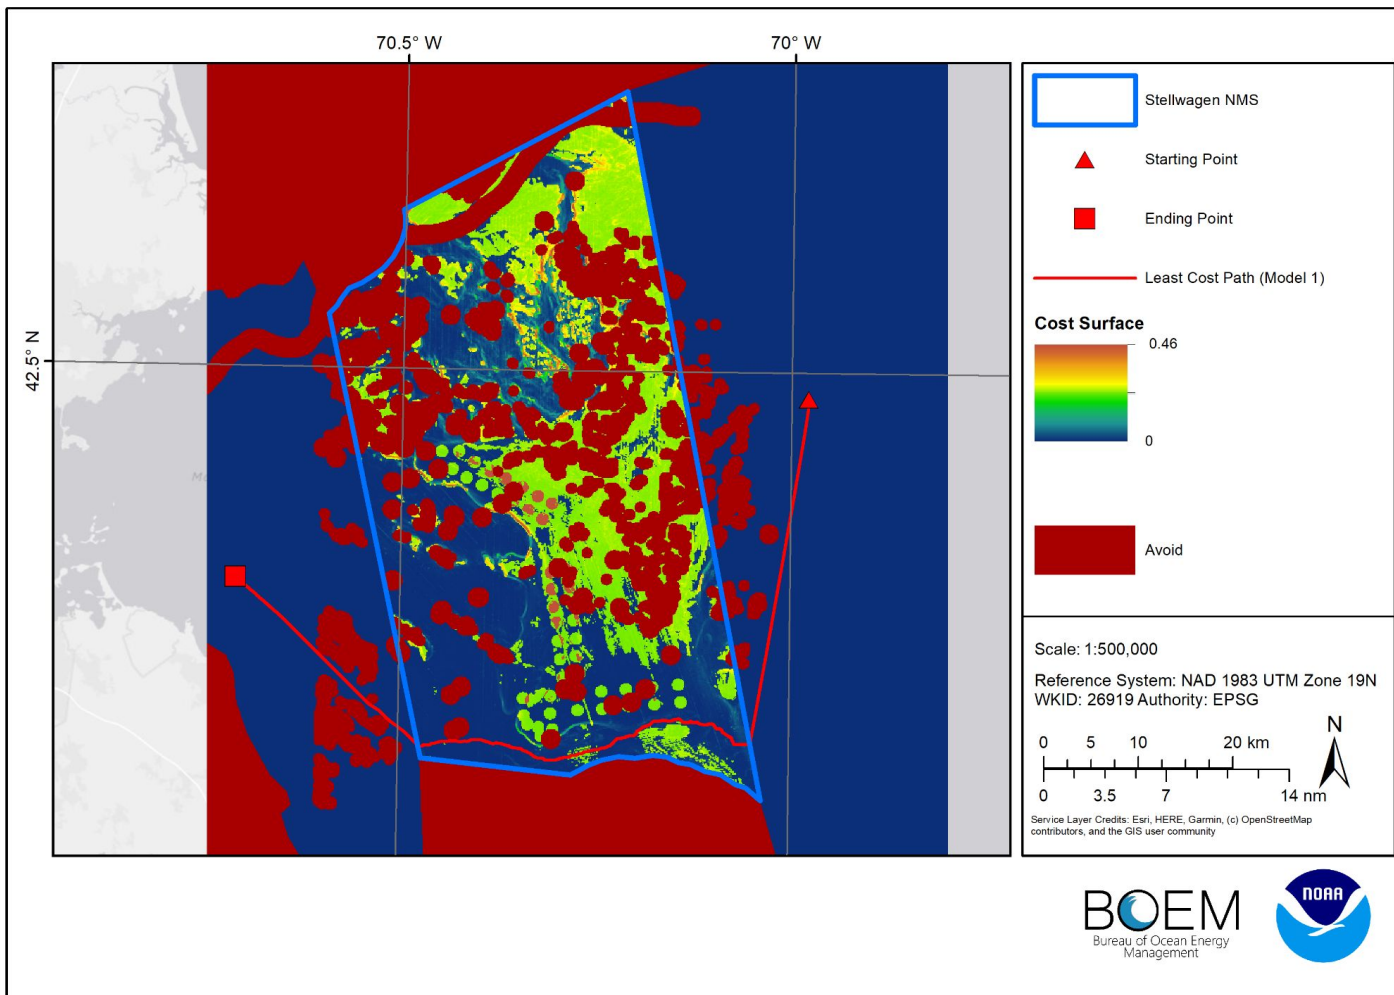 70.5° W
70° W
42.5° N
Stellwagen NMS
Starting Point
Ending Point
Least Cost Path (Model 1)
Cost Surface
0.46
0
Avoid
Scale: 1:500,000
Reference System: NAD 1983 UTM Zone 19N
WKID: 26919 Authority: EPSG
N
0 5 10 20 km
0 3.5 7 14 nm
Service Layer Credits: Esri, HERE, Garmin, (c) OpenStreetMap
contributors, and the GIS user community
BOEM
Bureau of Ocean Energy
Management
NOAA